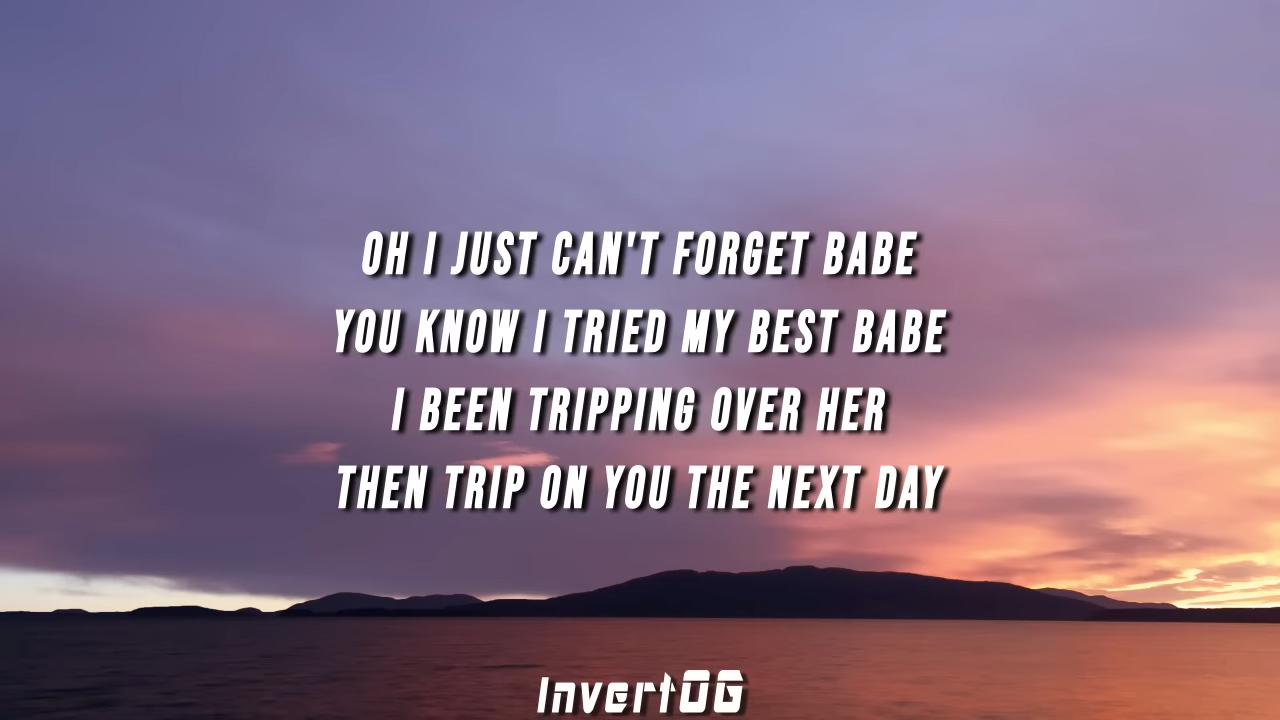 OH I JUST CAN'T FORGET BABE
YOU KNOW I TRIED MY BEST BABE
I BEEN TRIPPING OVER HER
THEN TRIP ON YOU THE NEXT DAY
InvertOG